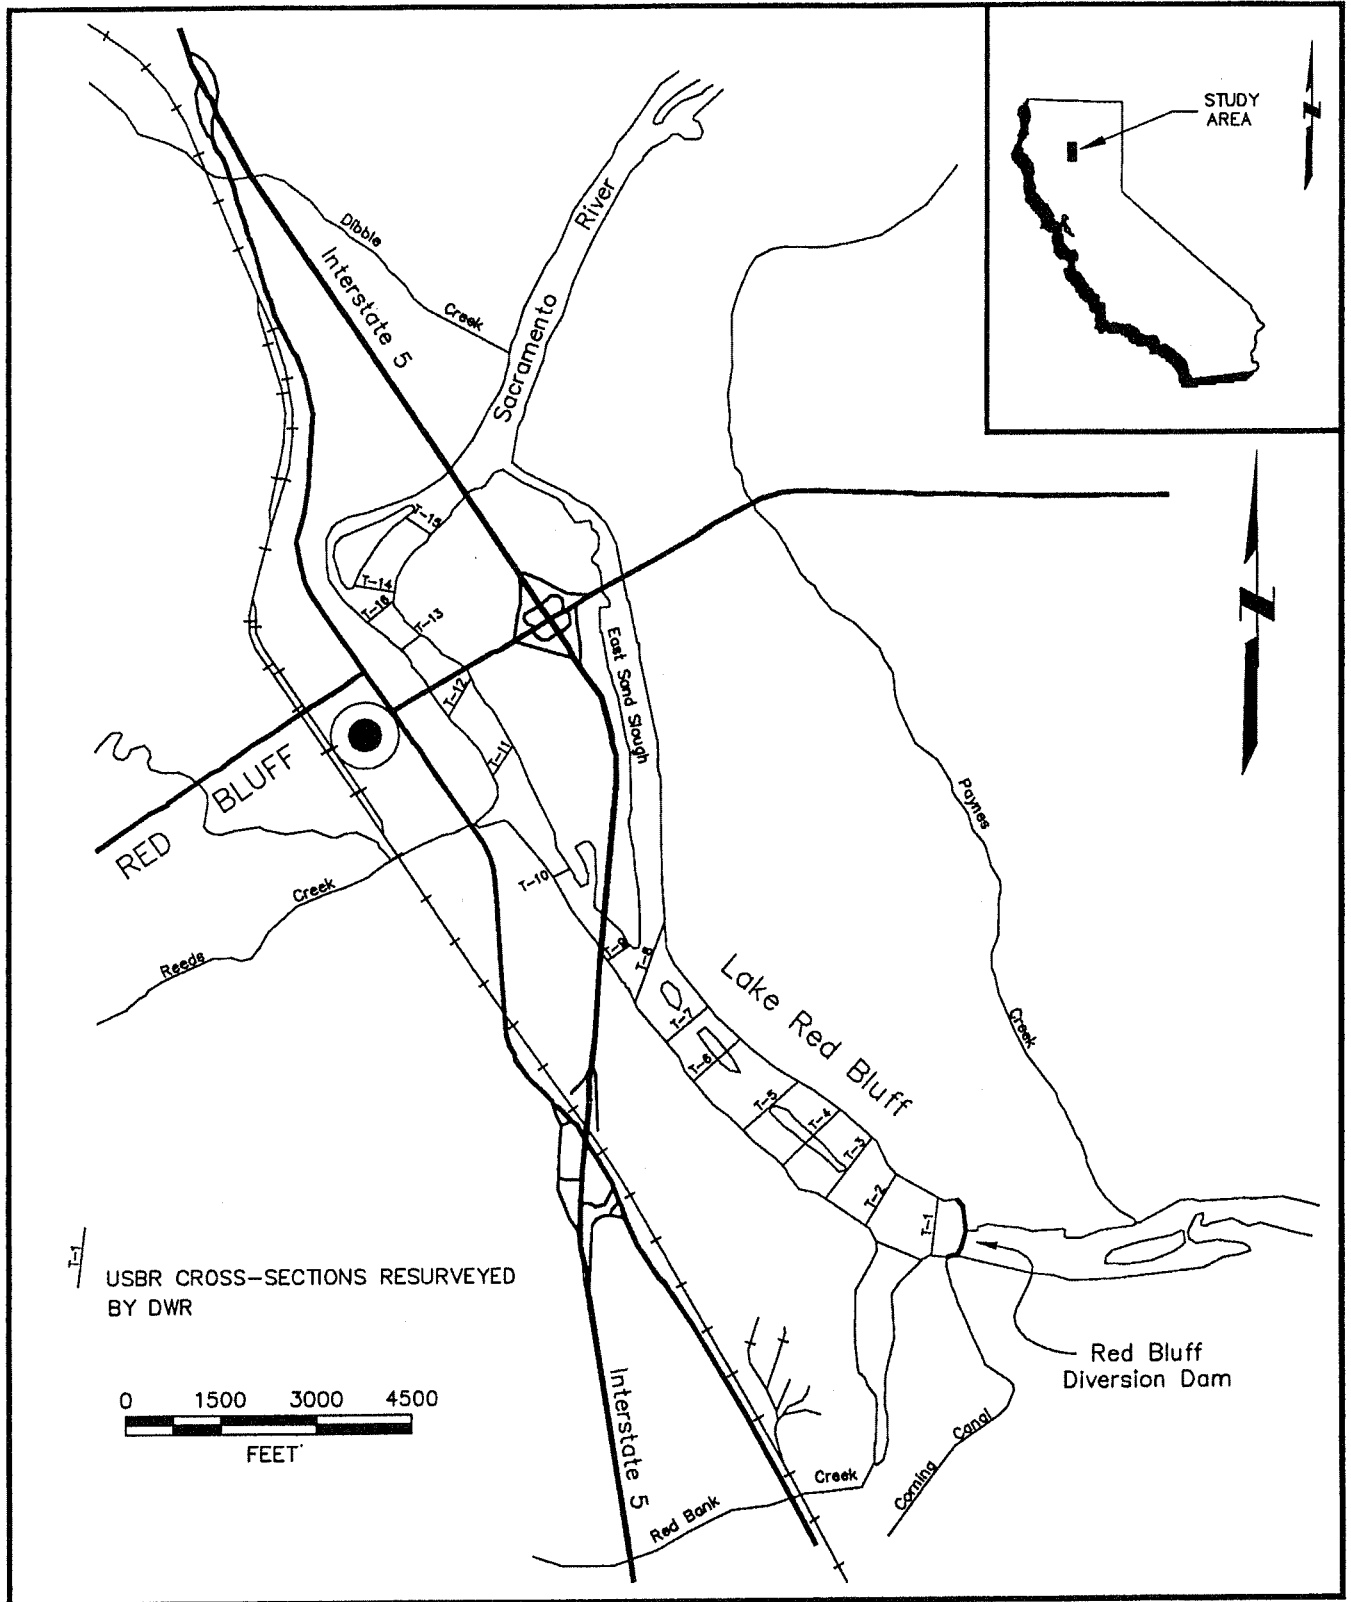 STUDY
AREA
N
Dibble
Creek
Interstate 5
Sacramento River
N
T-15
T-14
T-16
T-13
T-12
T-11
East Sand Slough
RED BLUFF
Paynes
Creek
T-10
Reeds
Creek
T-9
T-8
T-7
T-6
Lake Red Bluff
T-5
T-4
T-3
T-2
T-1
T-1
USBR CROSS-SECTIONS RESURVEYED
BY DWR
Red Bluff
Diversion Dam
0 1500 3000 4500
FEET
Interstate 5
Red Bank
Creek
Corning
Canal